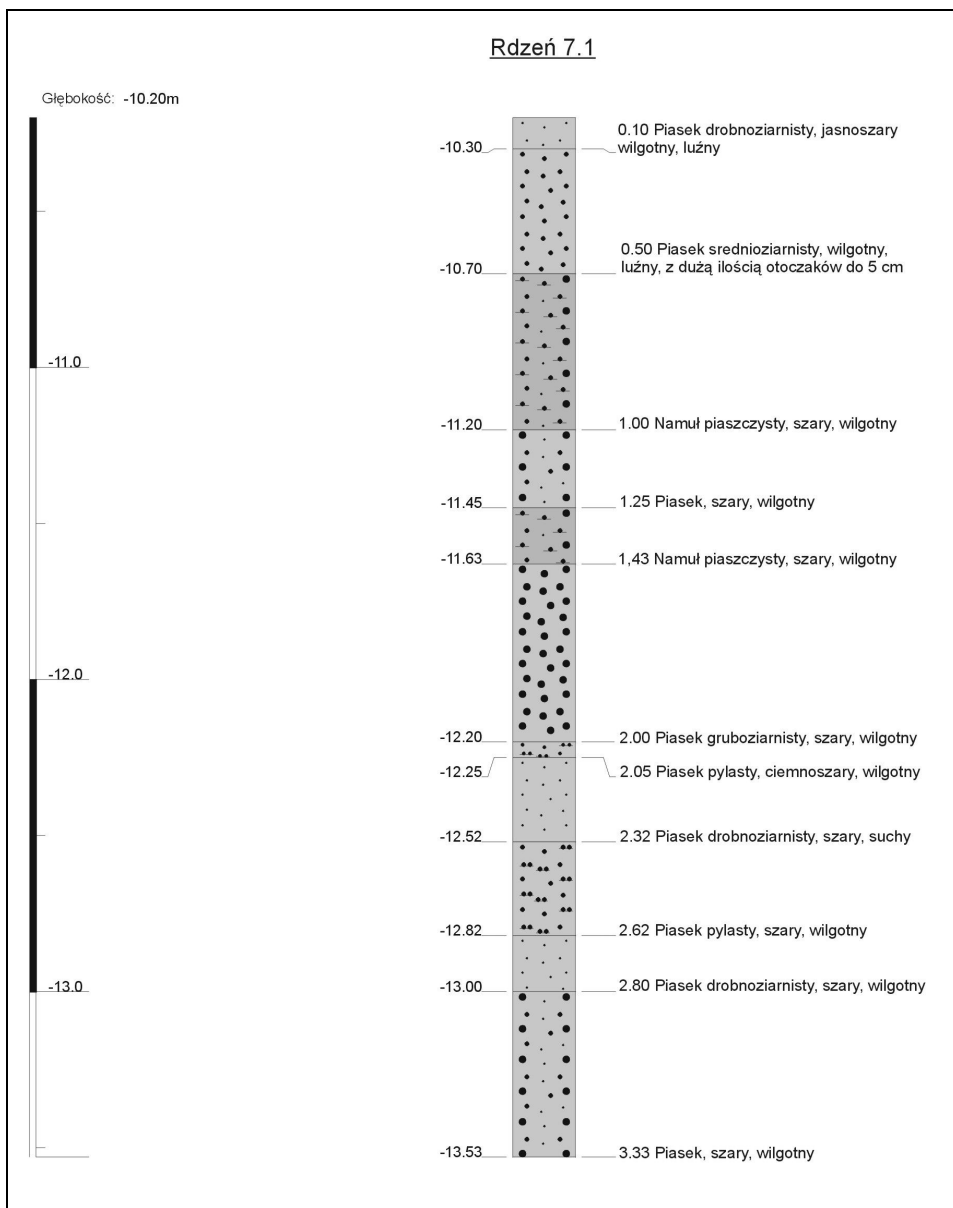 Rdzeń 7.1
Głębokość: -10.20m
0.10 Piasek drobnoziarnisty, jasnoszary
-10.30
wilgotny, luźny
0.50 Piasek srednioziarnisty, wilgotny,
-10.70
luźny, z dużą ilością otoczaków do 5 cm
-11.0
-11.20
1.00 Namuł piaszczysty, szary, wilgotny
-11.45
1.25 Piasek, szary, wilgotny
-11.63
1,43 Namuł piaszczysty, szary, wilgotny
-12.0
-12.20
2.00 Piasek gruboziarnisty, szary, wilgotny
-12.25
2.05 Piasek pylasty, ciemnoszary, wilgotny
-12.52
2.32 Piasek drobnoziarnisty, szary, suchy
-12.82
2.62 Piasek pylasty, szary, wilgotny
-13.0
-13.00
2.80 Piasek drobnoziarnisty, szary, wilgotny
-13.53
3.33 Piasek, szary, wilgotny